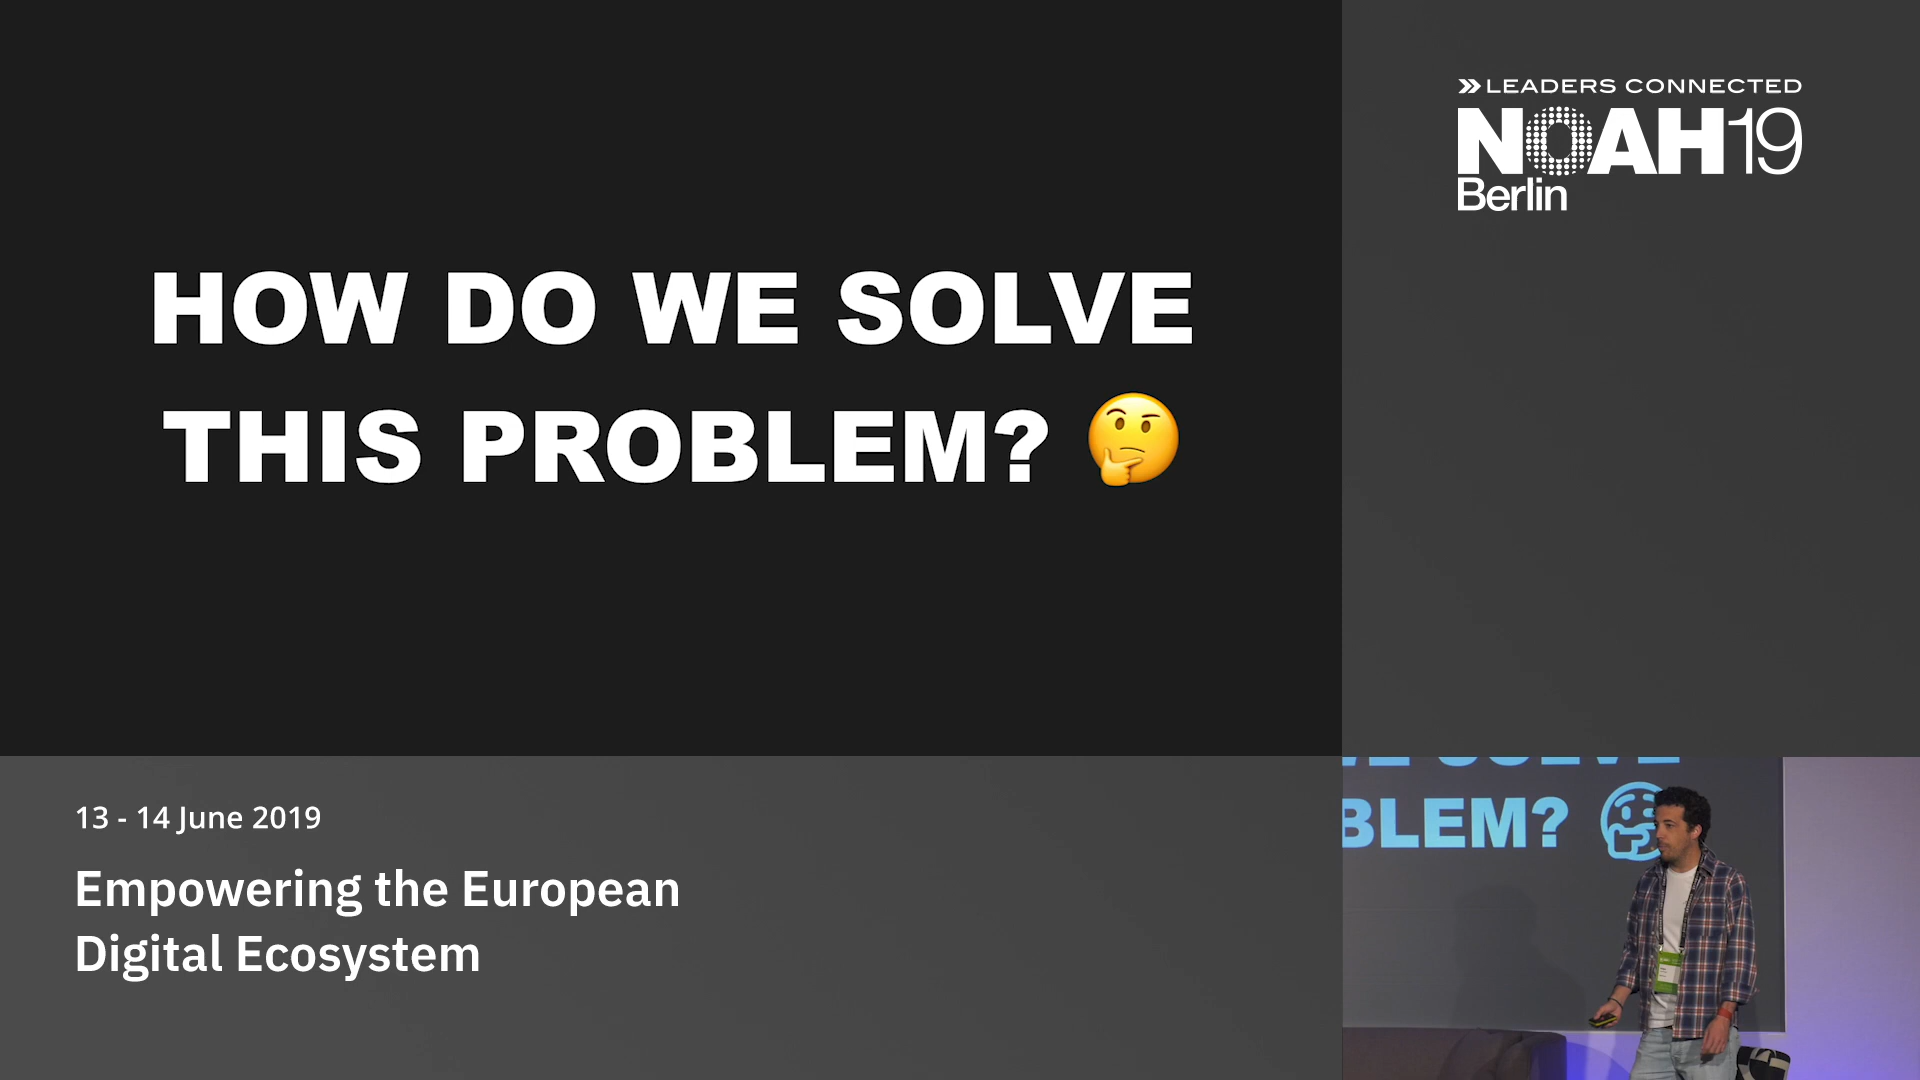 HOW DO WE SOLVE
THIS PROBLEM? 🤔
LEADERS CONNECTED
NOAH19
Berlin
13 - 14 June 2019
Empowering the European
Digital Ecosystem
BLEM?